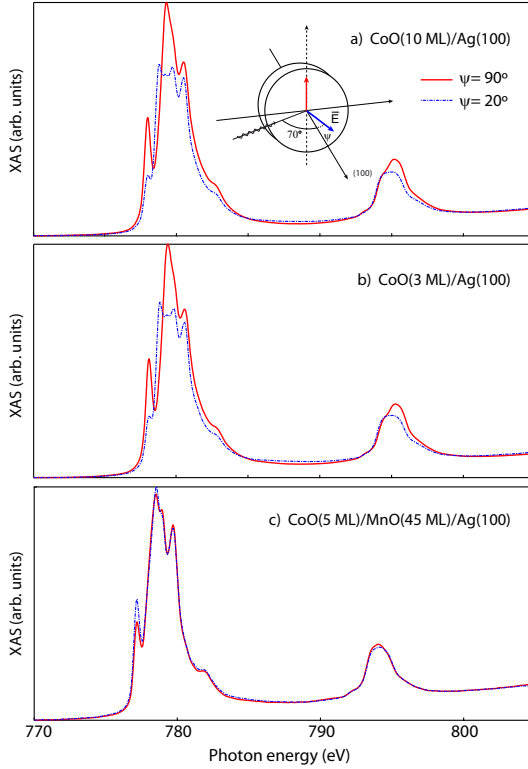 a) CoO(10 ML)/Ag(100)
ψ= 90º
ψ= 20º
E
ψ
70º
(100)
XAS (arb. units)
b) CoO(3 ML)/Ag(100)
XAS (arb. units)
c) CoO(5 ML)/MnO(45 ML)/Ag(100)
XAS (arb. units)
770 780 790 800
Photon energy (eV)